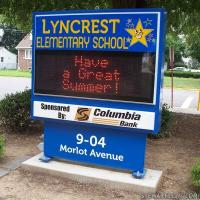 LYNCREST
ELEMENTARY SCHOOL
Have
a Great
Summer!
Sponsored By:
Columbia Bank
9-04
Morlot Avenue